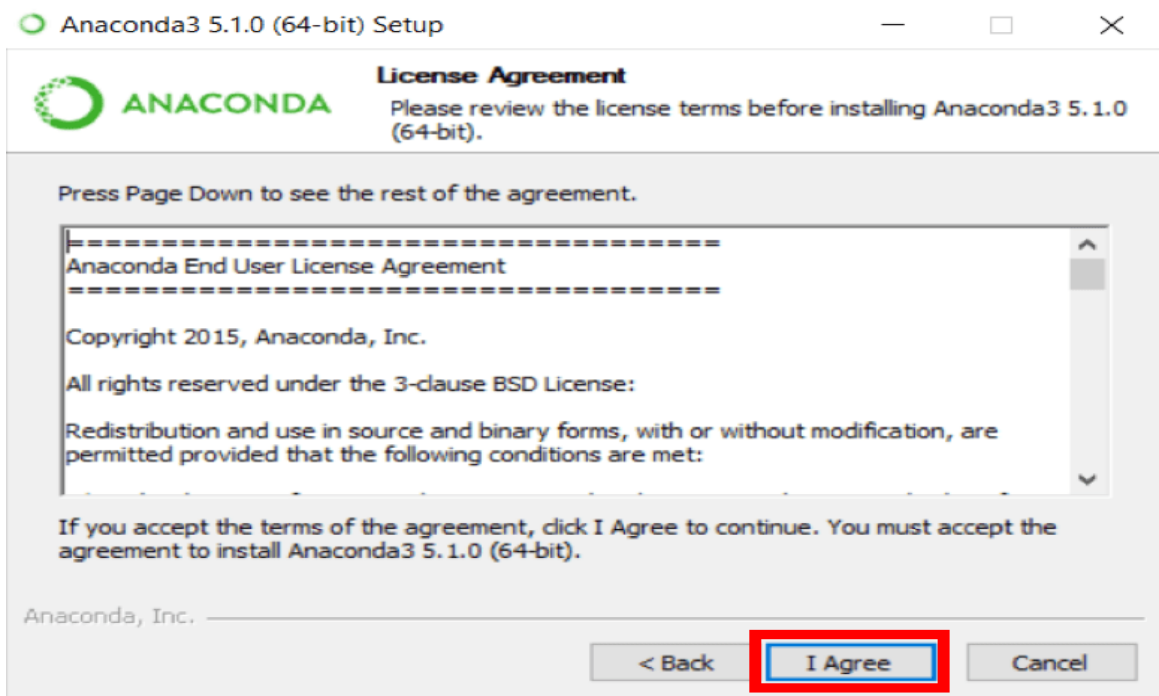 Anaconda3 5.1.0 (64-bit) Setup
ANACONDA
License Agreement
Please review the license terms before installing Anaconda3 5.1.0
(64-bit).
Press Page Down to see the rest of the agreement.
===================================
Anaconda End User License Agreement
===================================
Copyright 2015, Anaconda, Inc.
All rights reserved under the 3-clause BSD License:
Redistribution and use in source and binary forms, with or without modification, are
permitted provided that the following conditions are met:
If you accept the terms of the agreement, click I Agree to continue. You must accept the
agreement to install Anaconda3 5.1.0 (64-bit).
Anaconda, Inc.
< Back
I Agree
Cancel